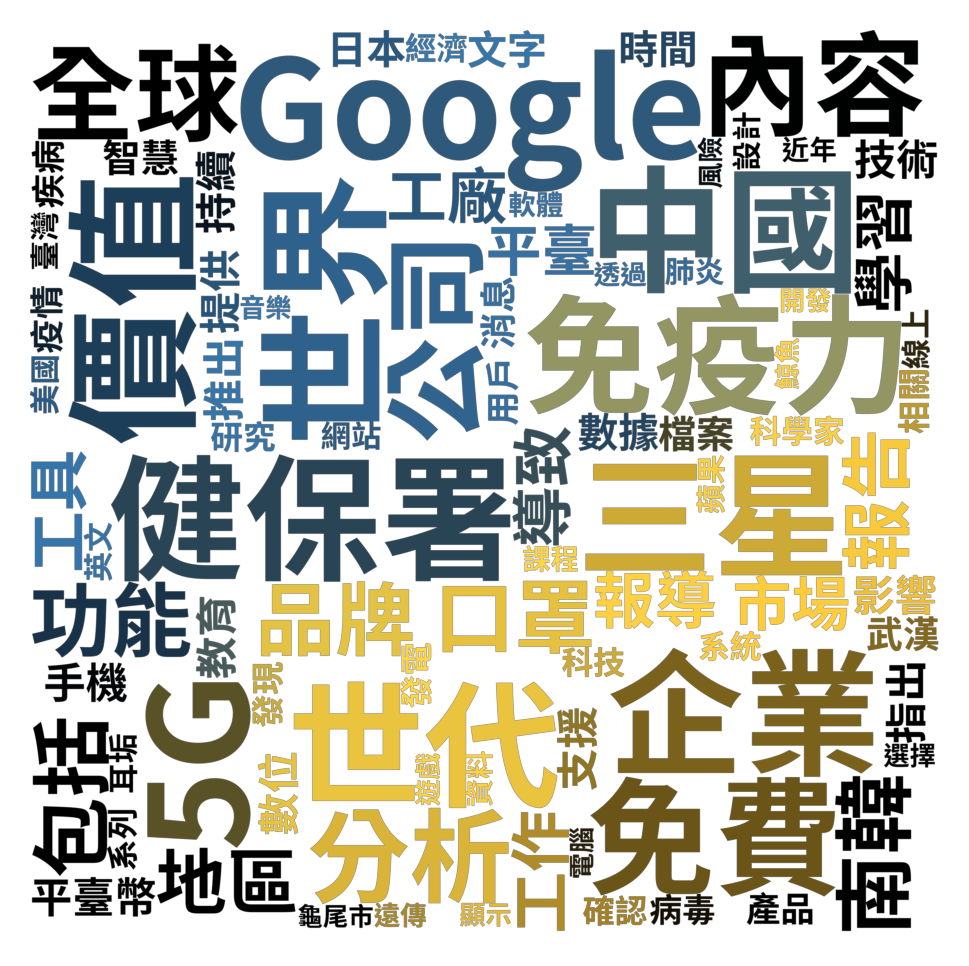 日本
經濟
文字
時間
全球
Google
內容
智慧
疾病
持續
風險
設計
近年
技術
臺灣
價值
世界
工廠
軟體
中國
學習
公司
平臺
透過
肺炎
提供
音樂
消息
開發
疫情
免疫力
鯨魚
線上
美國
推出
用戶
相關
研究
網站
數據
檔案
科學家
工具
英文
健保署
導致
三星
蘋果
報告
課程
功能
教育
品牌
口罩
報導
市場
影響
武漢
系統
科技
手機
5G
發現
發電
世代
企業
指出
選擇
包括
耳垢
數位
遊戲
資料
支援
系列
分析
工作
電腦
免費
南韓
平臺
服務
地區
龜尾市
遠傳
顯示
確認
病毒
產品